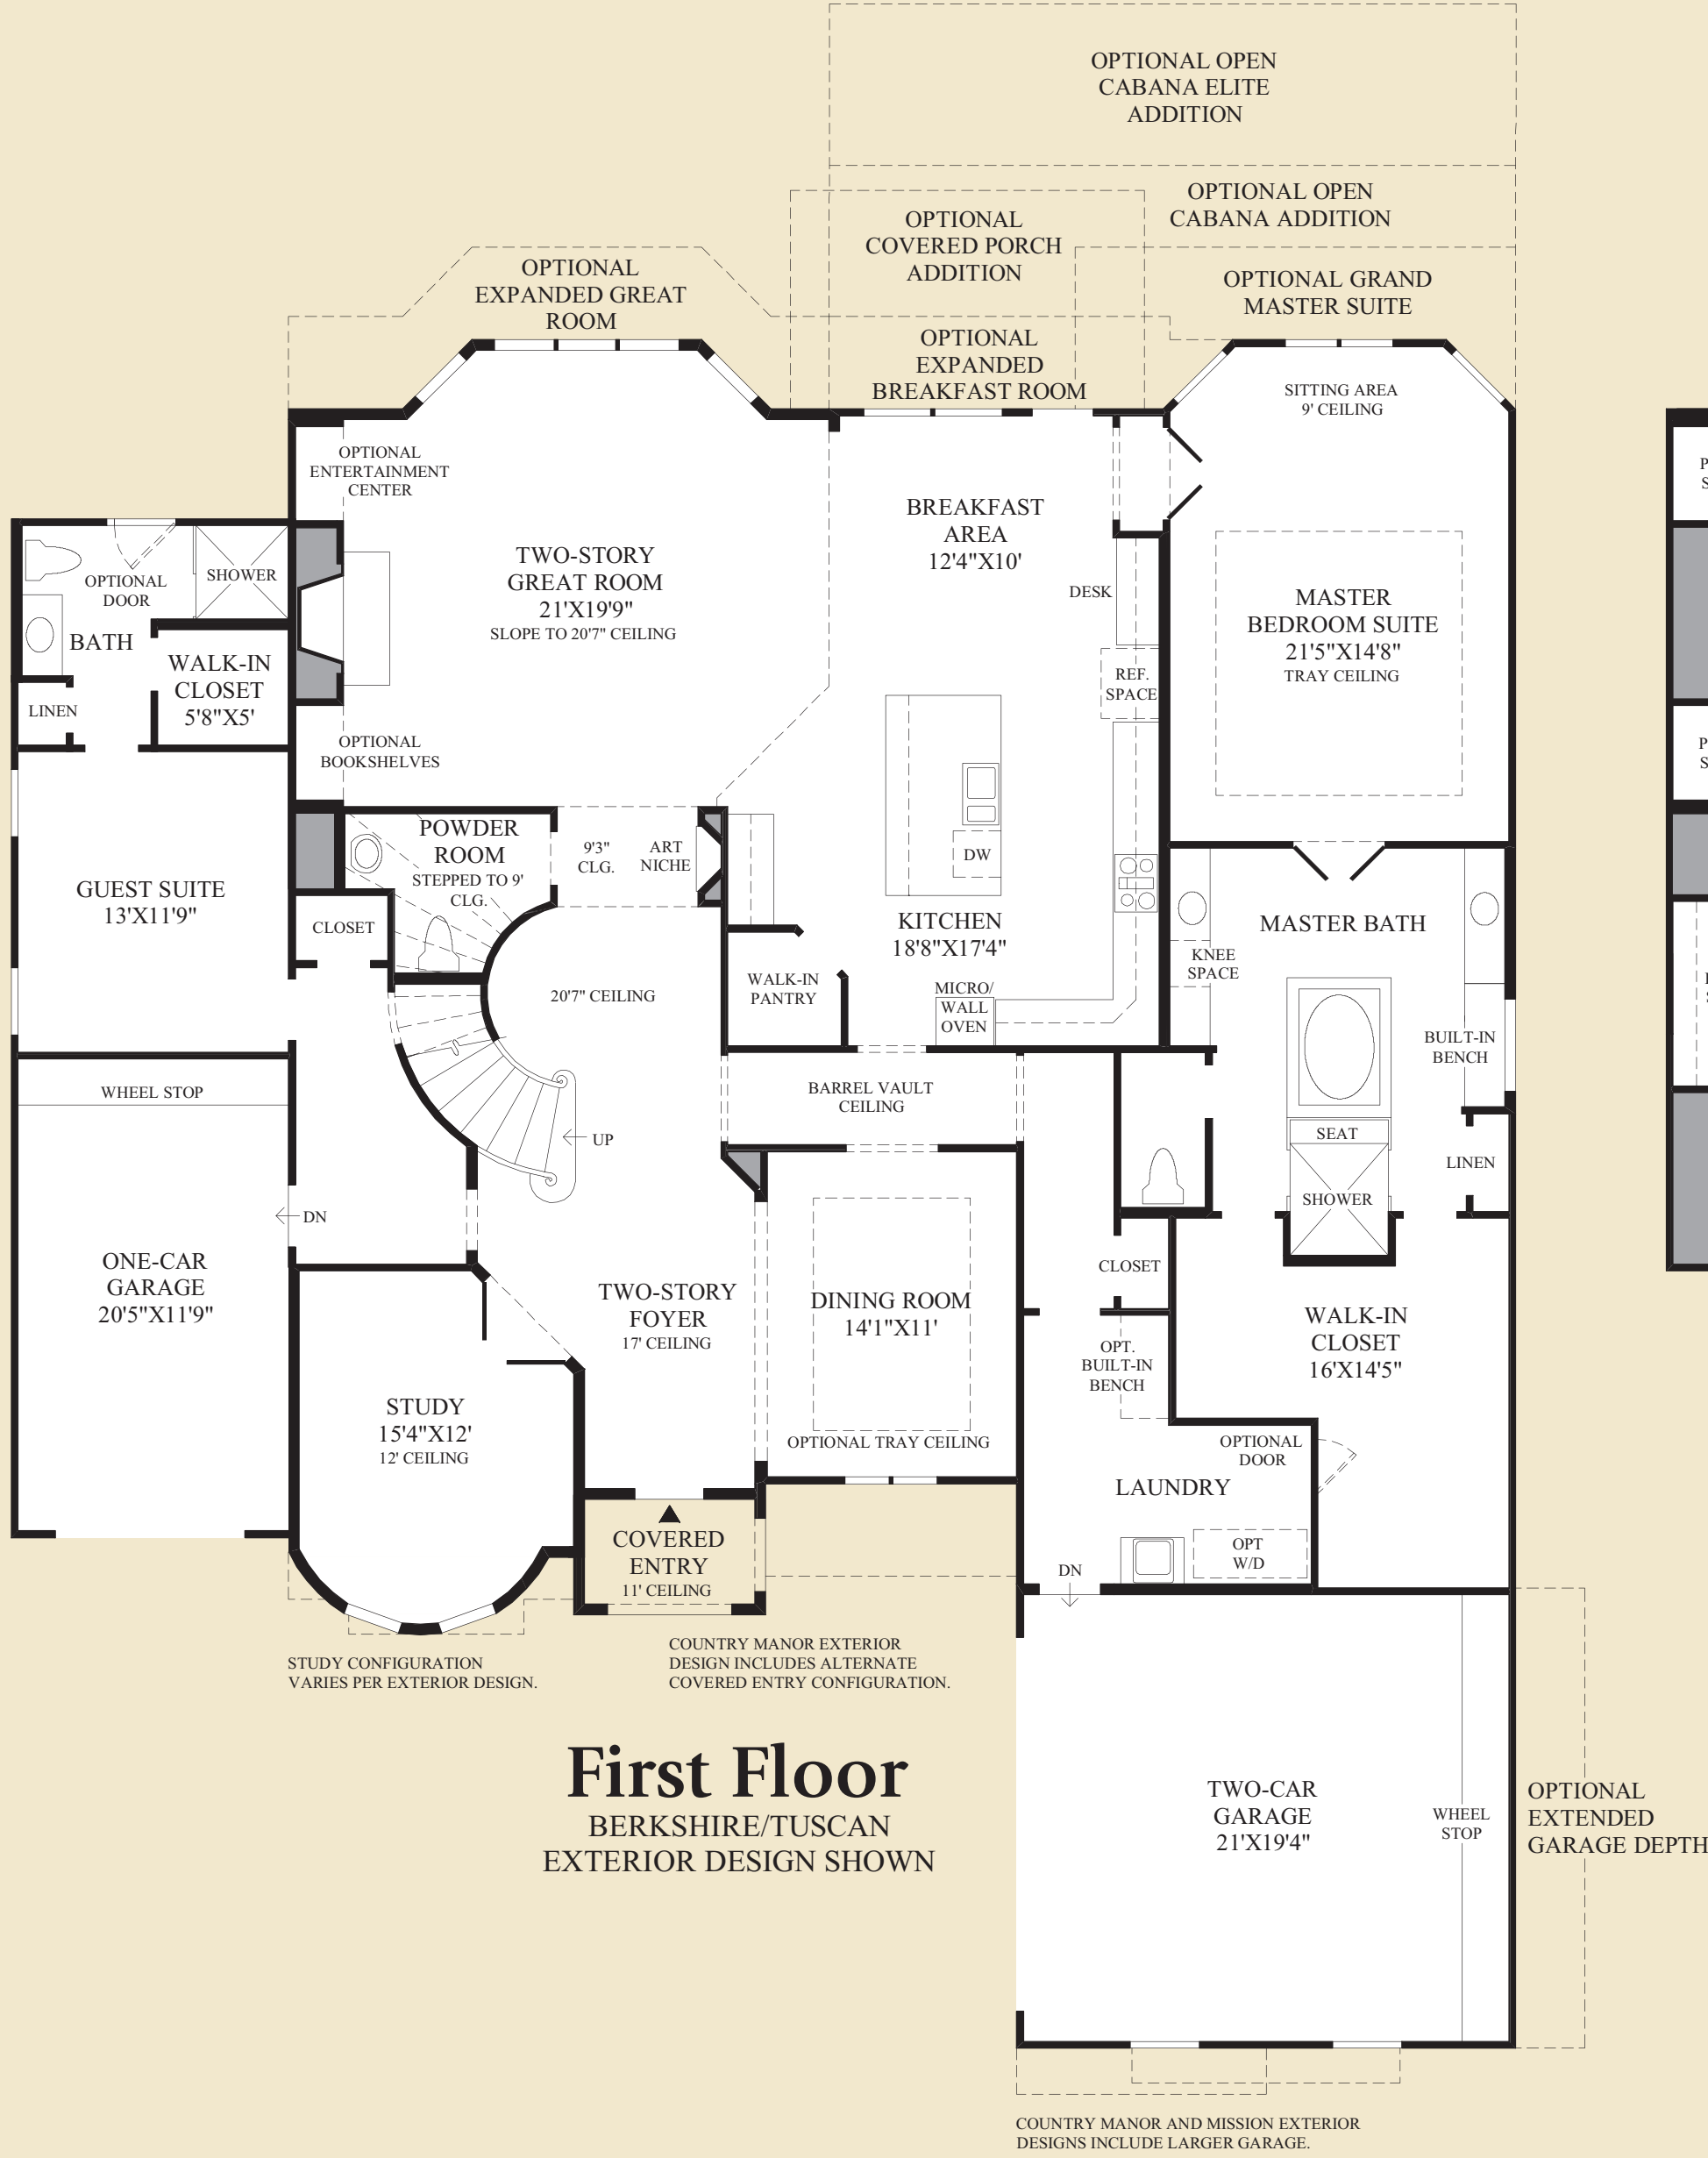 OPTIONAL OPEN
CABANA ELITE
ADDITION
OPTIONAL OPEN
CABANA ADDITION
OPTIONAL
COVERED PORCH
ADDITION
OPTIONAL
EXPANDED GREAT
ROOM
OPTIONAL GRAND
MASTER SUITE
OPTIONAL
EXPANDED
BREAKFAST ROOM
SITTING AREA
9' CEILING
OPTIONAL
ENTERTAINMENT
CENTER
BREAKFAST
AREA
12'4"X10'
TWO-STORY
GREAT ROOM
21'X19'9"
SLOPE TO 20'7" CEILING
OPTIONAL
DOOR
SHOWER
BATH
DESK
MASTER
BEDROOM SUITE
21'5"X14'8"
TRAY CEILING
WALK-IN
CLOSET
5'8"X5'
LINEN
REF.
SPACE
OPTIONAL
BOOKSHELVES
POWDER
ROOM
STEPPED TO 9'
CLG.
9'3"
CLG.
ART
NICHE
DW
GUEST SUITE
13'X11'9"
CLOSET
KITCHEN
18'8"X17'4"
MASTER BATH
KNEE
SPACE
WALK-IN
PANTRY
MICRO/
WALL
OVEN
20'7" CEILING
BUILT-IN
BENCH
WHEEL STOP
BARREL VAULT
CEILING
UP
SEAT
LINEN
SHOWER
DN
ONE-CAR
GARAGE
20'5"X11'9"
TWO-STORY
FOYER
17' CEILING
DINING ROOM
14'1"X11'
OPTIONAL TRAY CEILING
CLOSET
WALK-IN
CLOSET
16'X14'5"
OPT.
BUILT-IN
BENCH
STUDY
15'4"X12'
12' CEILING
OPTIONAL
DOOR
LAUNDRY
COVERED
ENTRY
11' CEILING
OPT
W/D
DN
STUDY CONFIGURATION
VARIES PER EXTERIOR DESIGN.
COUNTRY MANOR EXTERIOR
DESIGN INCLUDES ALTERNATE
COVERED ENTRY CONFIGURATION.
First Floor
BERKSHIRE/TUSCAN
EXTERIOR DESIGN SHOWN
TWO-CAR
GARAGE
21'X19'4"
WHEEL
STOP
OPTIONAL
EXTENDED
GARAGE DEPTH
COUNTRY MANOR AND MISSION EXTERIOR
DESIGNS INCLUDE LARGER GARAGE.